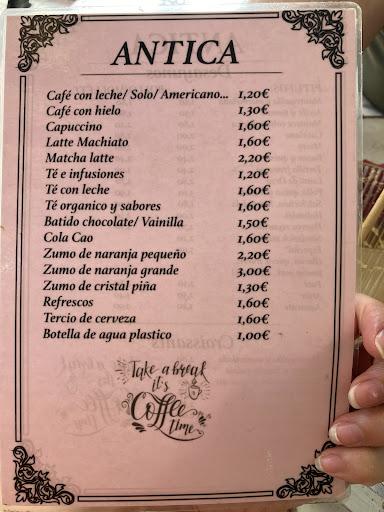 ANTICA
Café con leche/ Solo/ Americano... 1,20€
Café con hielo 1,30€
Capuccino 1,60€
Latte Machiato 1,60€
Matcha latte 2,20€
Té e infusiones 1,20€
Té con leche 1,60€
Té organico y sabores 1,60€
Batido chocolate/ Vainilla 1,50€
Cola Cao 1,60€
Zumo de naranja pequeño 2,20€
Zumo de naranja grande 3,00€
Zumo de cristal piña 1,30€
Refrescos 1,60€
Tercio de cerveza 1,60€
Botella de agua plastico 1,00€
Take a break
it's
Coffee
time